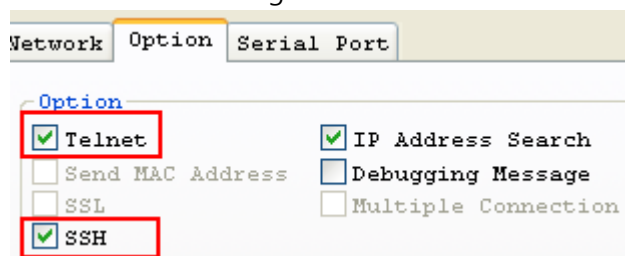 Network Option Serial Port
Option
Telnet IP Address Search
Send MAC Address Debugging Message
SSL Multiple Connection
SSH